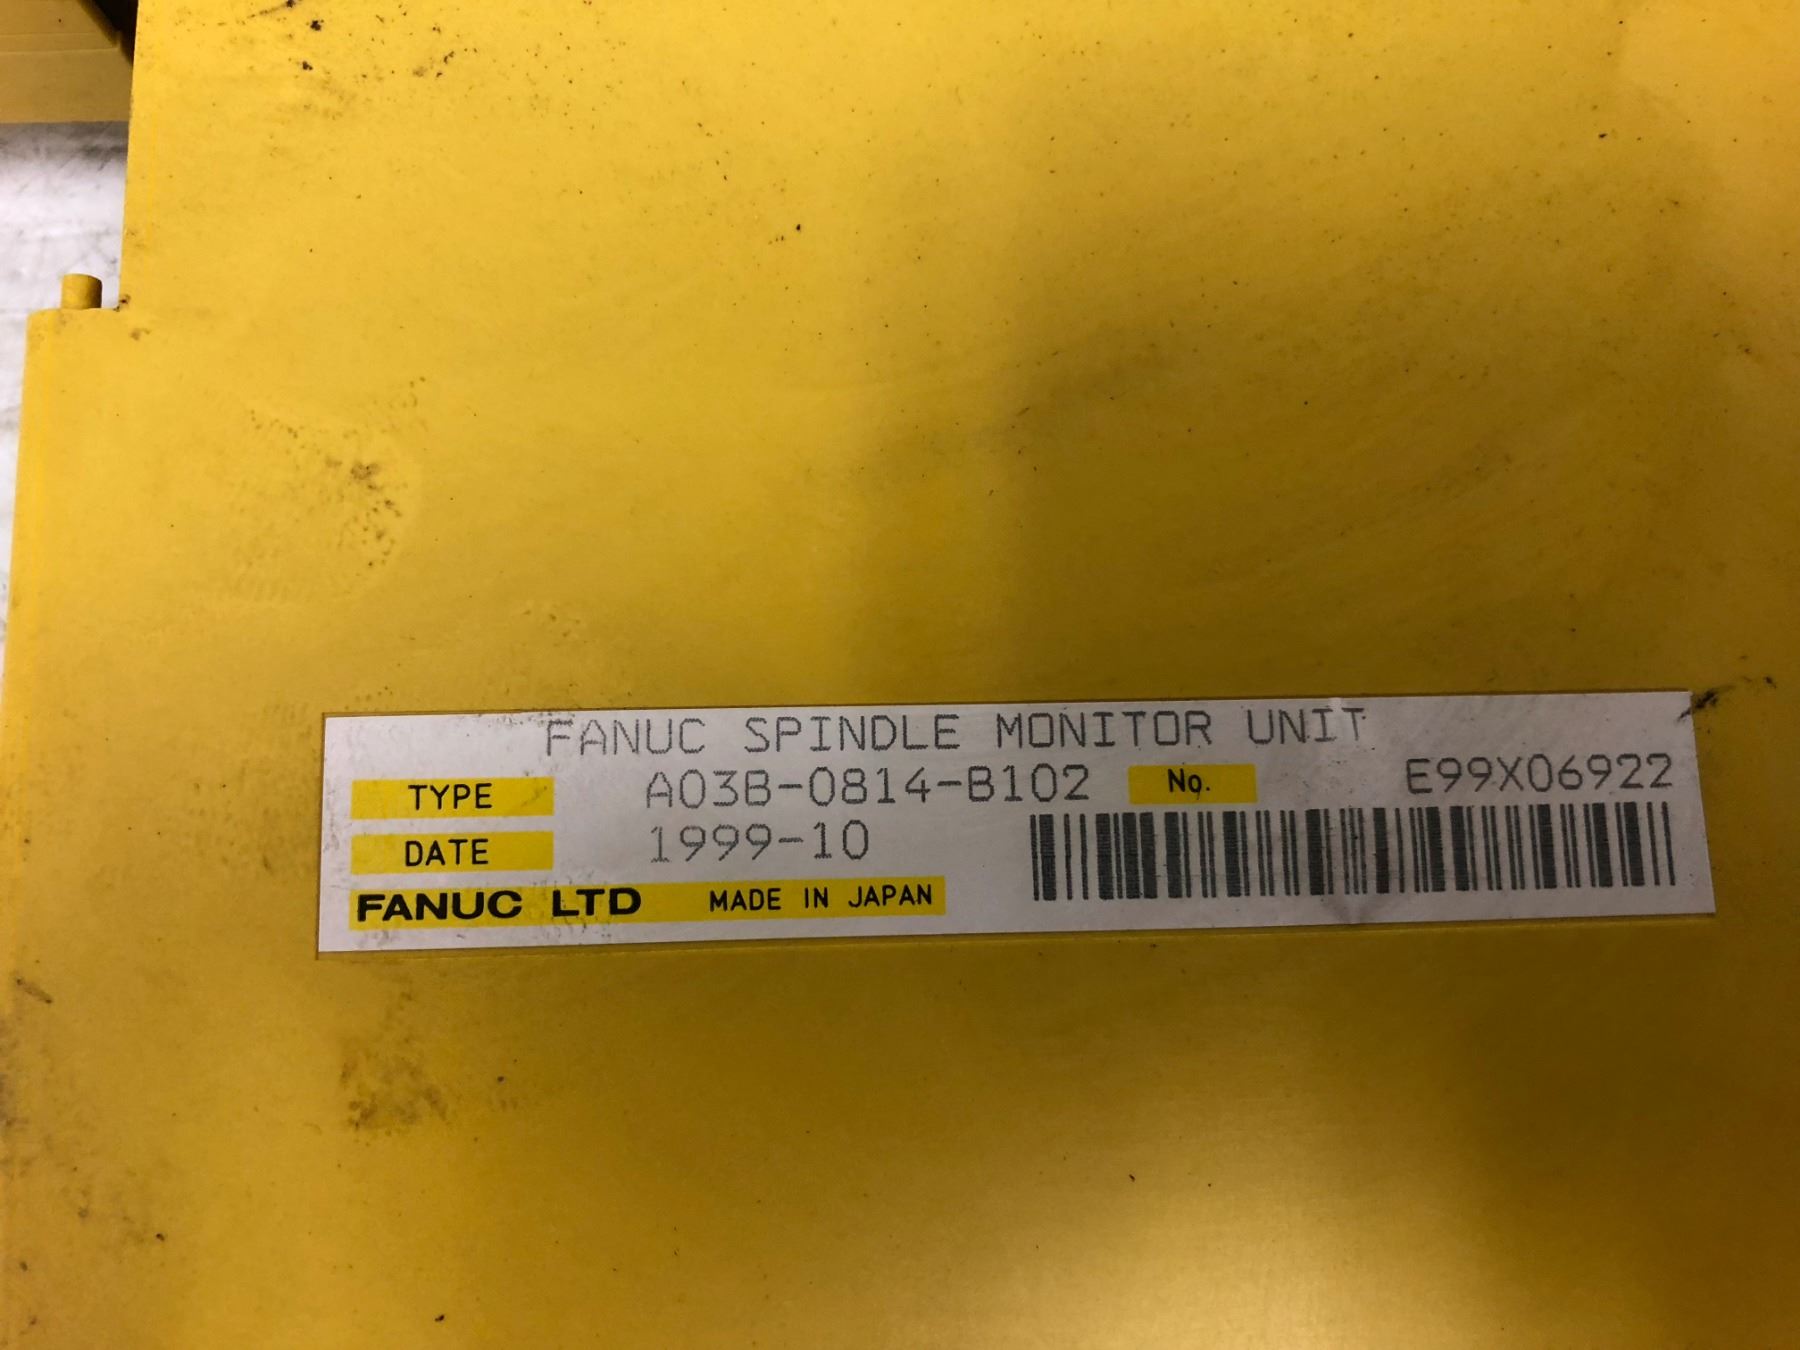 FANUC SPINDLE MONITOR UNIT
TYPE A03B-0814-B102 No. E99X06922
DATE 1999-10
FANUC LTD MADE IN JAPAN